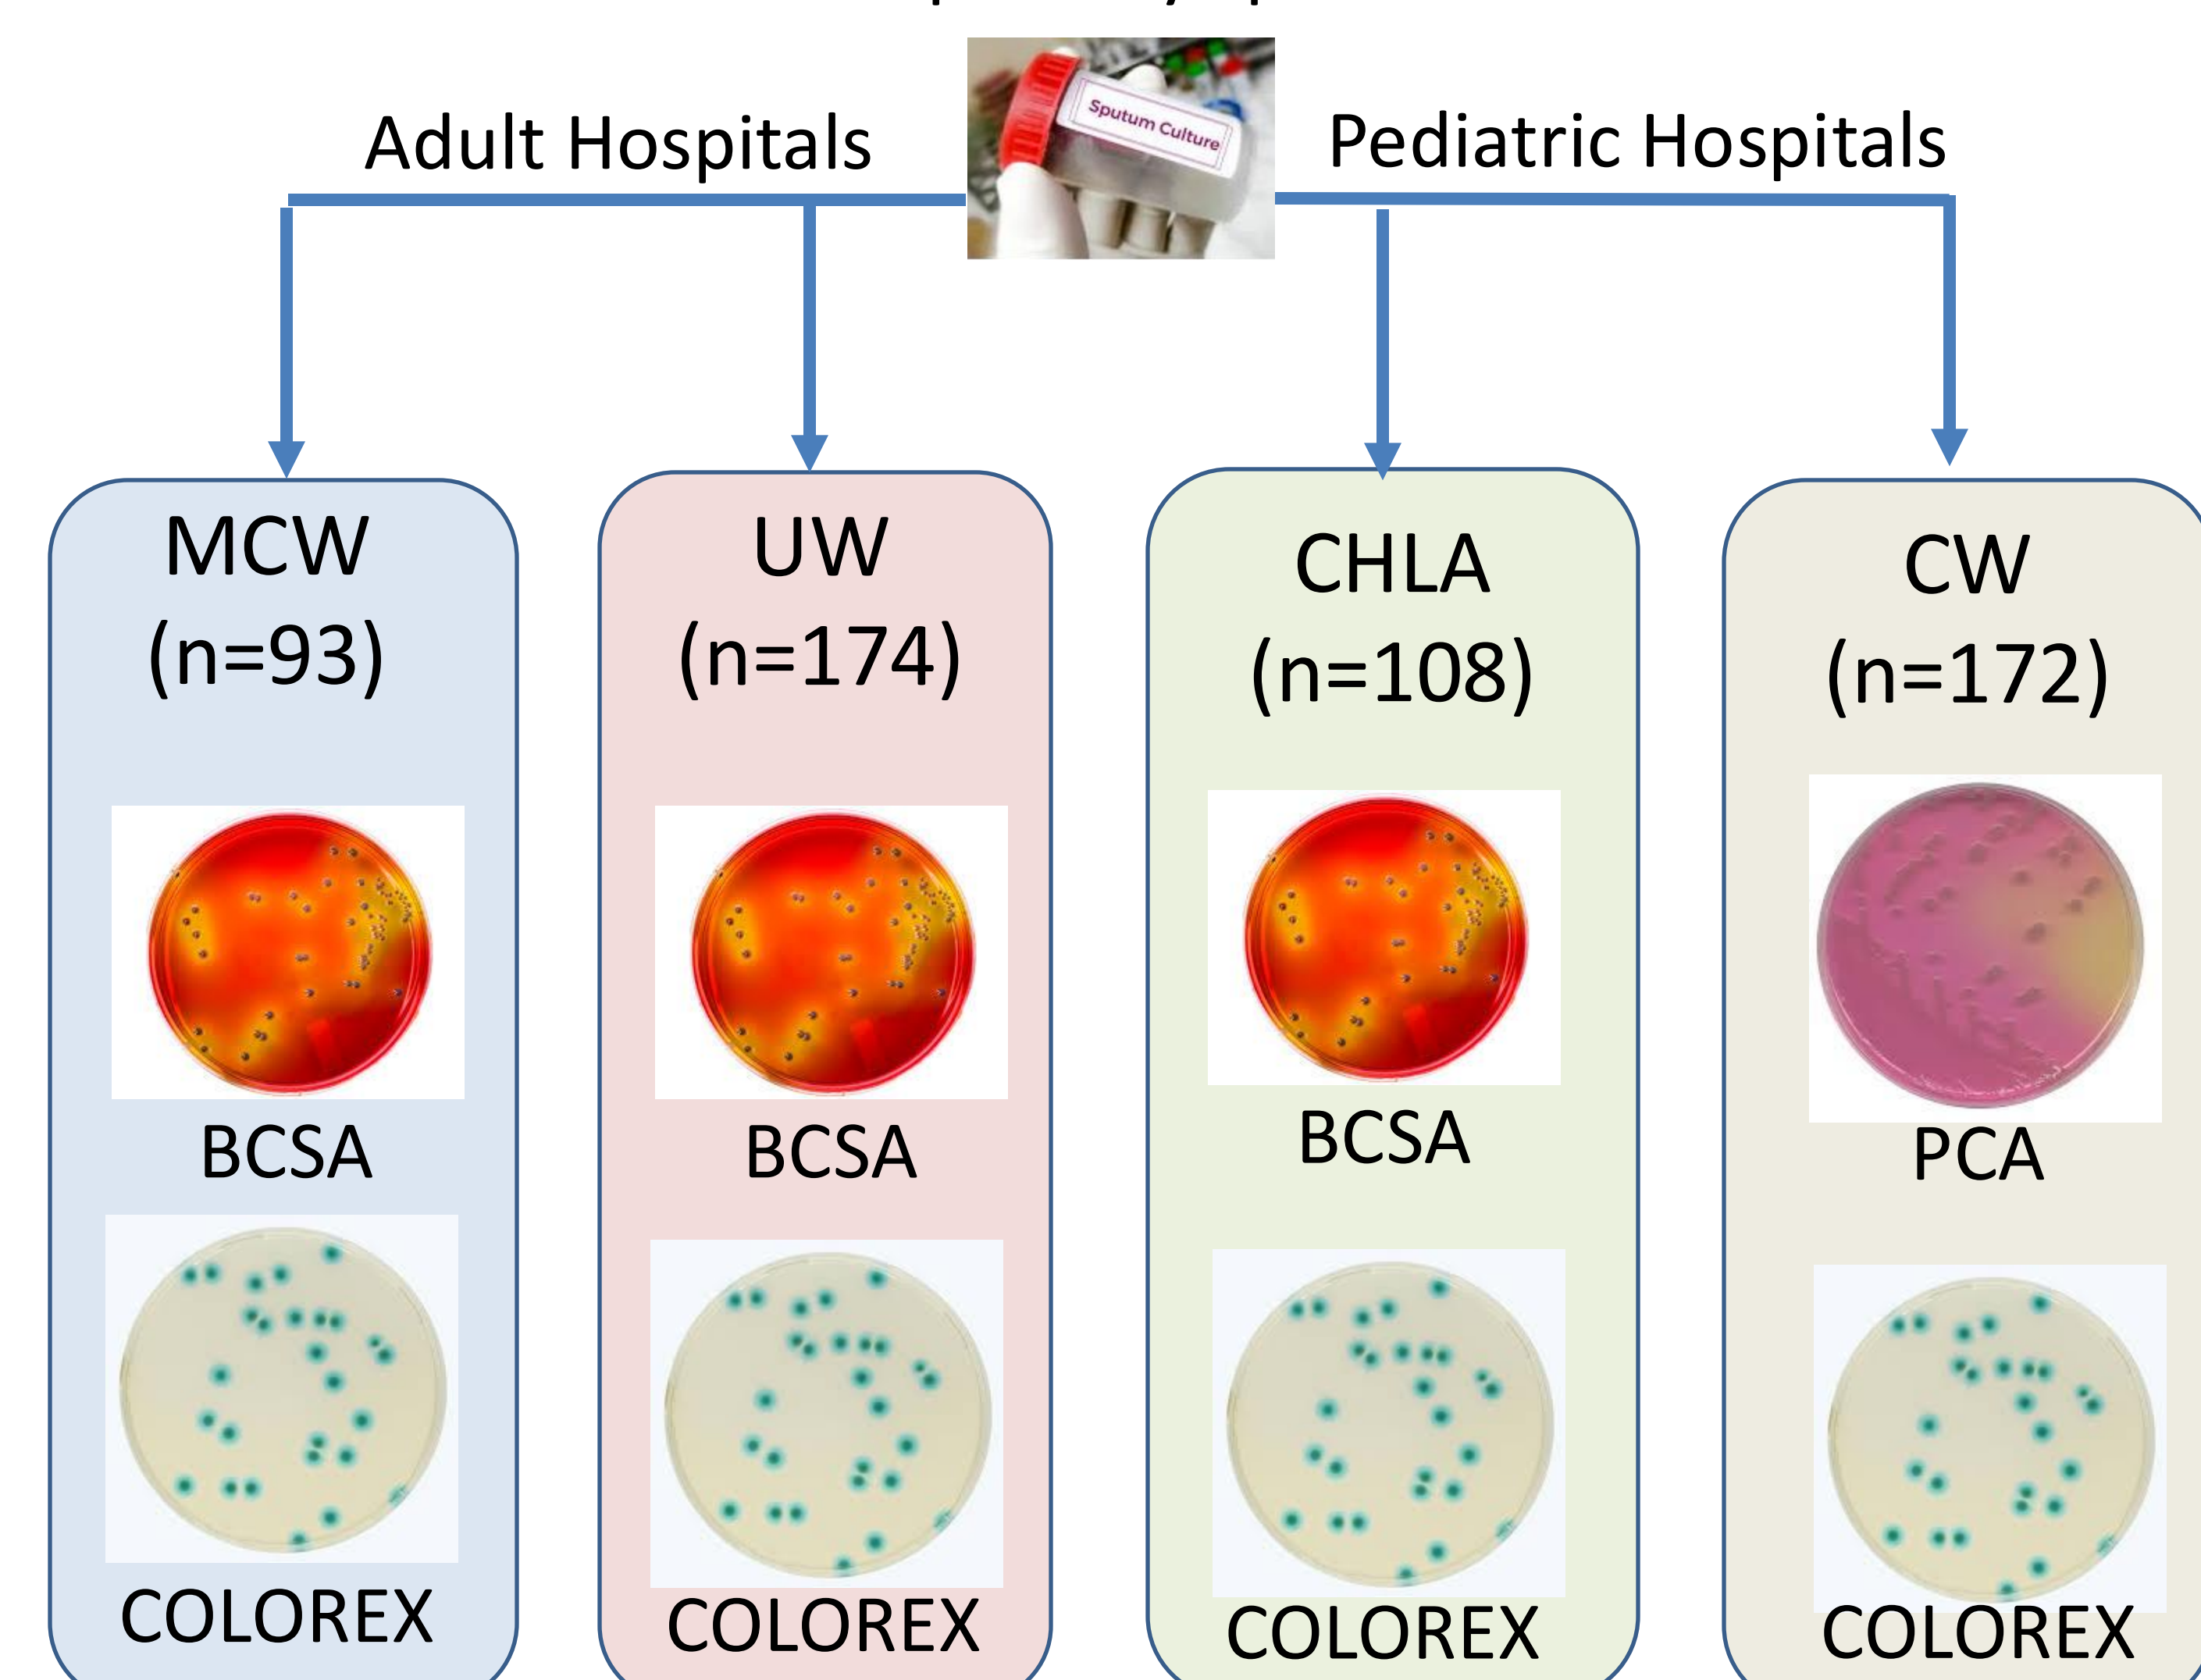 Adult Hospitals
Sputum Culture
Pediatric Hospitals
MCW
(n=93)
BCSA
COLOREX
UW
(n=174)
BCSA
COLOREX
CHLA
(n=108)
BCSA
COLOREX
CW
(n=172)
PCA
COLOREX